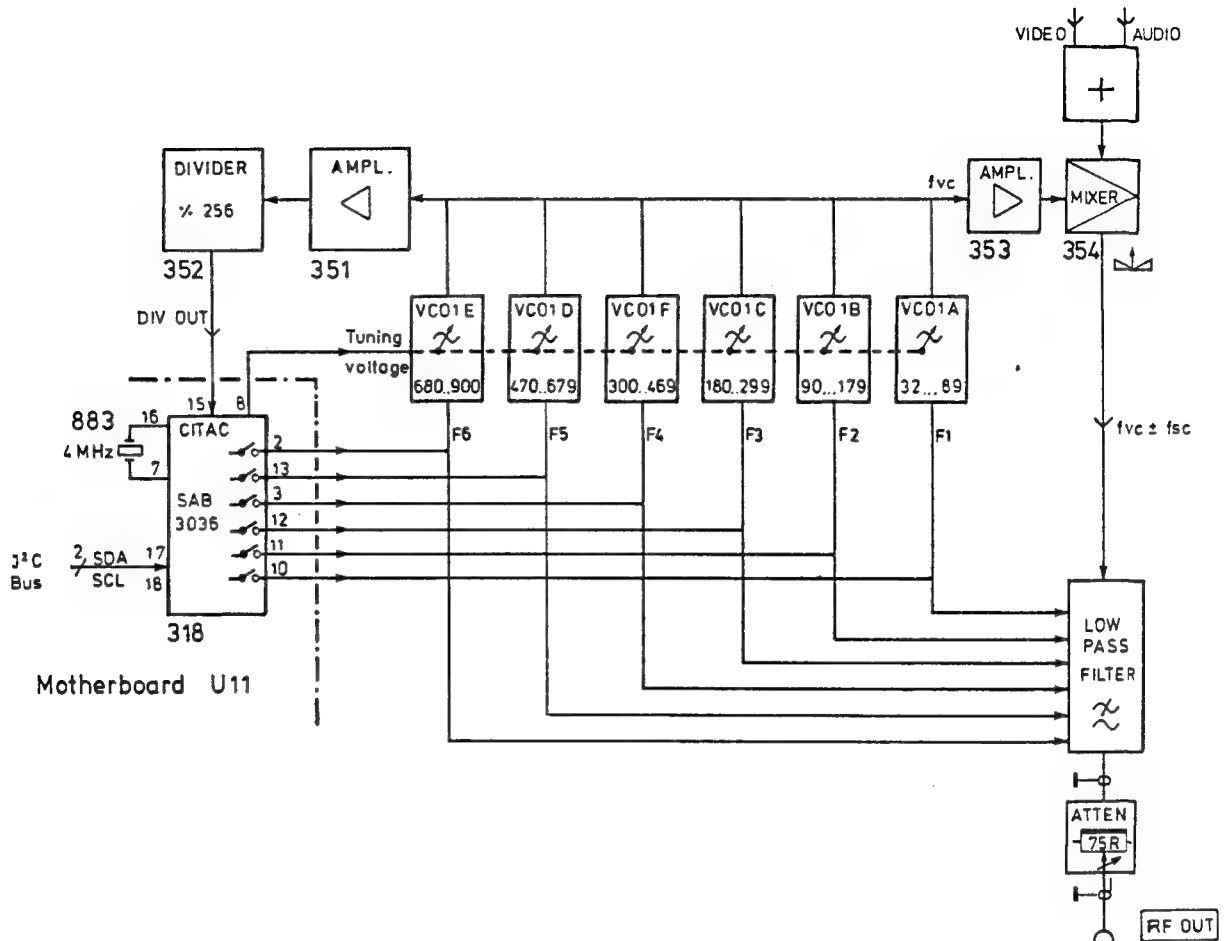 VIDEO AUDIO
+
DIVIDER
% 256
352
AMPL.
351
fvc
AMPL.
353
MIXER
354
DIV OUT
Tuning
voltage
VCO1E
680..900
VCO1D
470..679
VCO1F
300..469
VCO1C
180..299
VCO1B
90...179
VCO1A
32...89
F6
F5
F4
F3
F2
F1
fvc ± fsc
883
4MHz
16
7
15
8
CITAC
SAB
3036
2
13
3
12
11
10
J²C
Bus
2
SDA
SCL
17
18
318
Motherboard U11
LOW
PASS
FILTER
ATTEN
75R
RF OUT